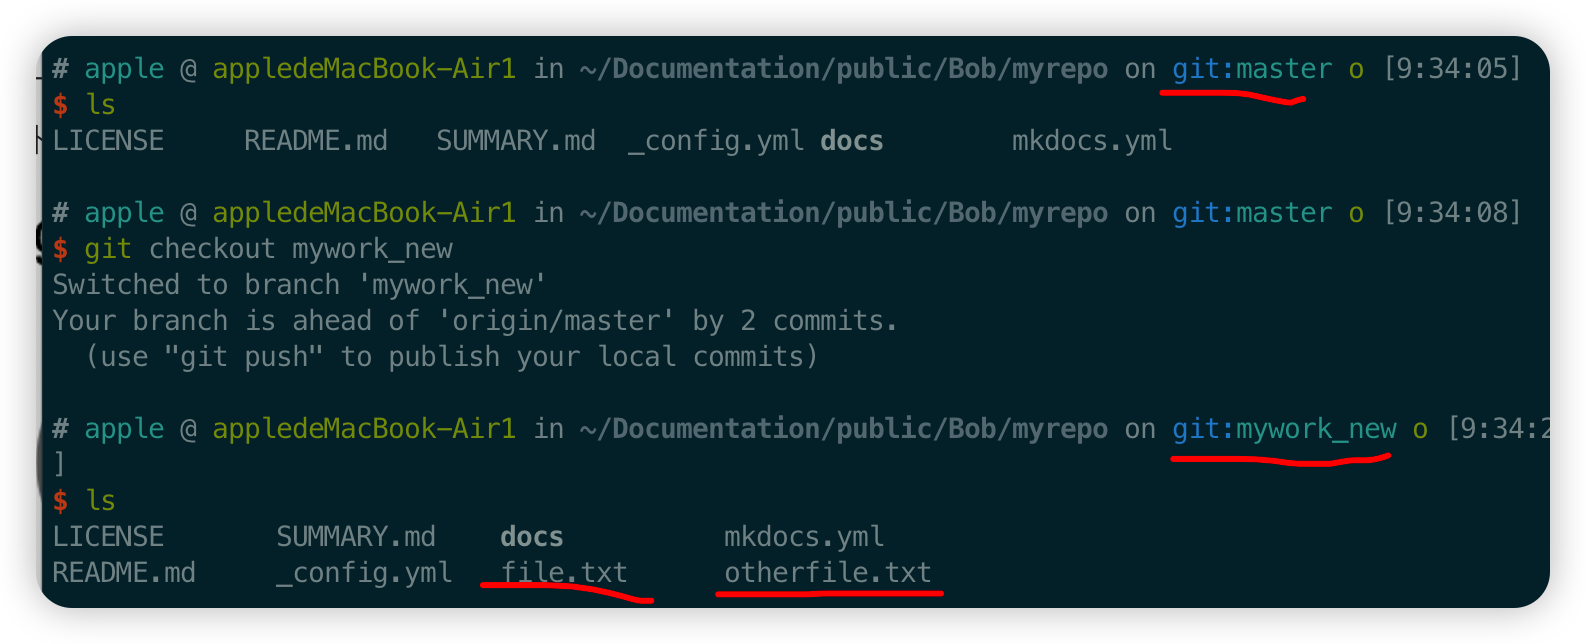 # apple @ appledeMacBook-Air1 in ~/Documentation/public/Bob/myrepo on git:master o [9:34:05]
$ ls
LICENSE README.md SUMMARY.md _config.yml docs mkdocs.yml
# apple @ appledeMacBook-Air1 in ~/Documentation/public/Bob/myrepo on git:master o [9:34:08]
$ git checkout mywork_new
Switched to branch 'mywork_new'
Your branch is ahead of 'origin/master' by 2 commits.
(use "git push" to publish your local commits)
# apple @ appledeMacBook-Air1 in ~/Documentation/public/Bob/myrepo on git:mywork_new o [9:34:2
]
$ ls
LICENSE SUMMARY.md docs mkdocs.yml
README.md _config.yml file.txt otherfile.txt